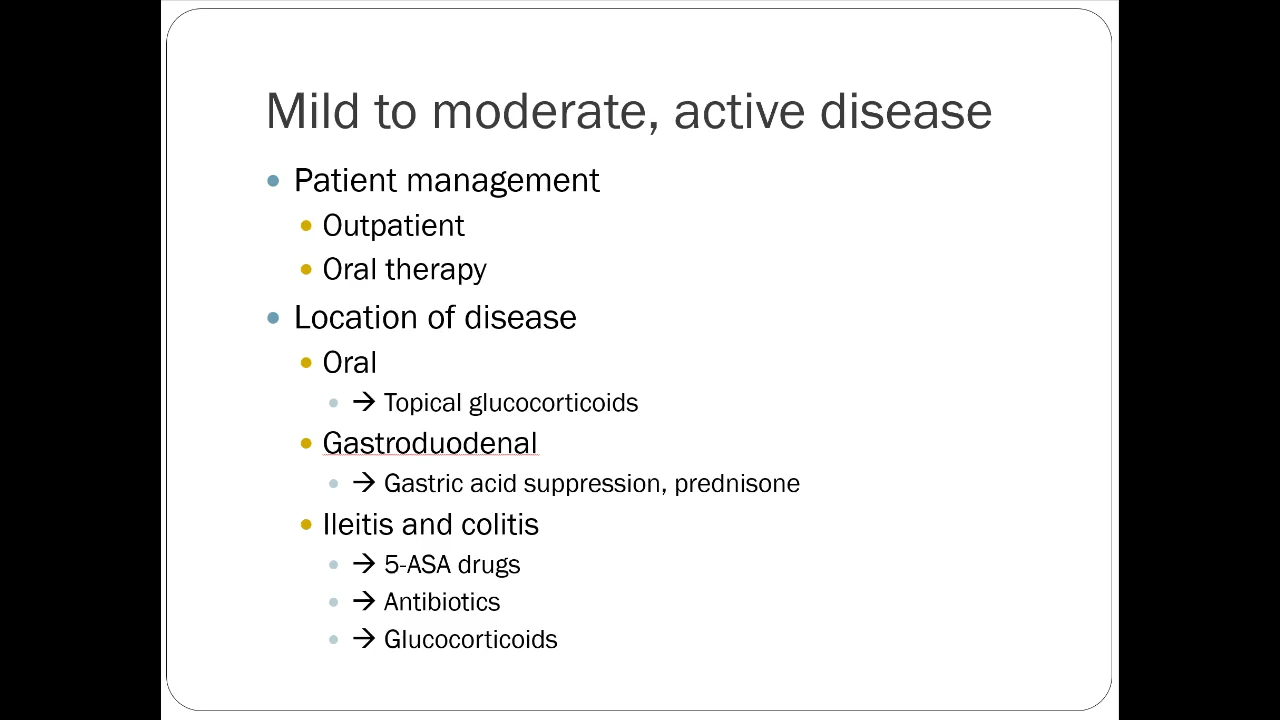 Mild to moderate, active disease
• Patient management
• Outpatient
• Oral therapy
• Location of disease
• Oral
• → Topical glucocorticoids
• Gastroduodenal
• → Gastric acid suppression, prednisone
• Ileitis and colitis
• → 5-ASA drugs
• → Antibiotics
• → Glucocorticoids